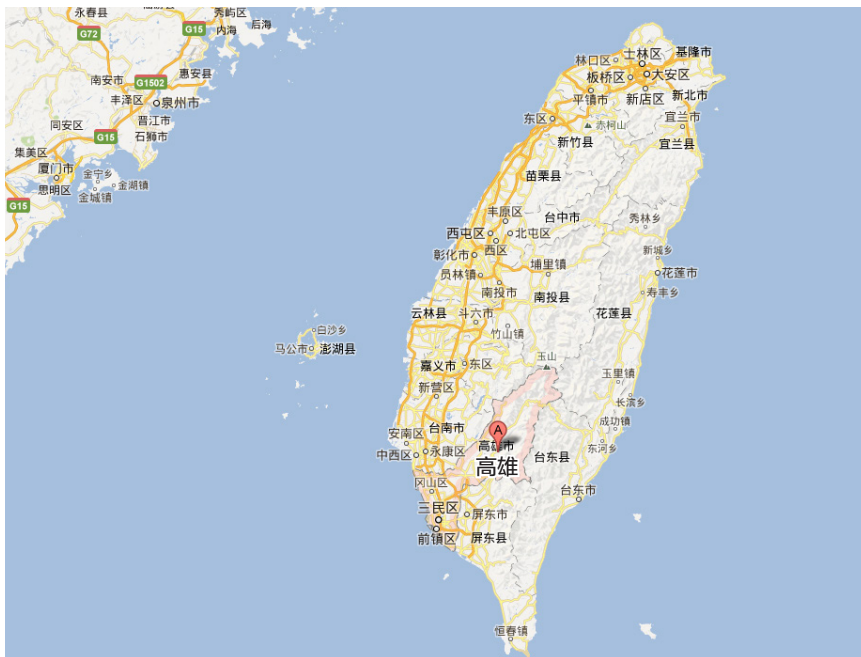 永春县
秀屿区
后海
G15
内海
G72
林口区
士林区
基隆市
板桥区
大安区
南安市
惠安县
G1502
平镇市
新店区
新北市
丰泽区
泉州市
东区
赤柯山
宜兰市
同安区
晋江市
石狮市
G15
新竹县
宜兰县
集美区
厦门市
金宁乡
苗栗县
思明区
金湖镇
金城镇
G15
丰原区
台中市
秀林乡
西屯区
北屯区
西区
新城乡
彰化市
员林镇
埔里镇
花莲市
南投市
南投县
寿丰乡
云林县
斗六市
花莲县
白沙乡
竹山镇
马公市
澎湖县
嘉义市
东区
玉山
玉里镇
新营区
长滨乡
台南市
成功镇
安南区
A
高雄市
东河乡
中西区
永康区
高雄
台东县
冈山区
台东市
三民区
屏东市
前镇区
屏东县
恒春镇